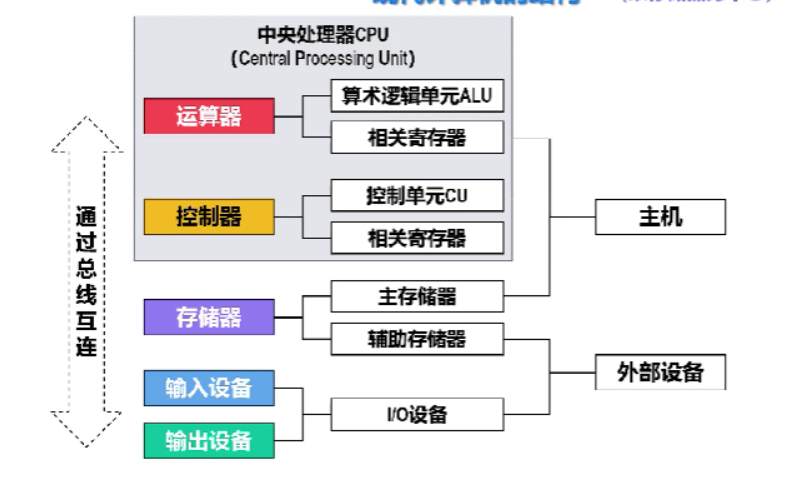 中央处理器CPU
(Central Processing Unit)
运算器
算术逻辑单元ALU
相关寄存器
控制器
控制单元CU
相关寄存器
主机
通过总线互连
存储器
主存储器
辅助存储器
外部设备
输入设备
I/O设备
输出设备